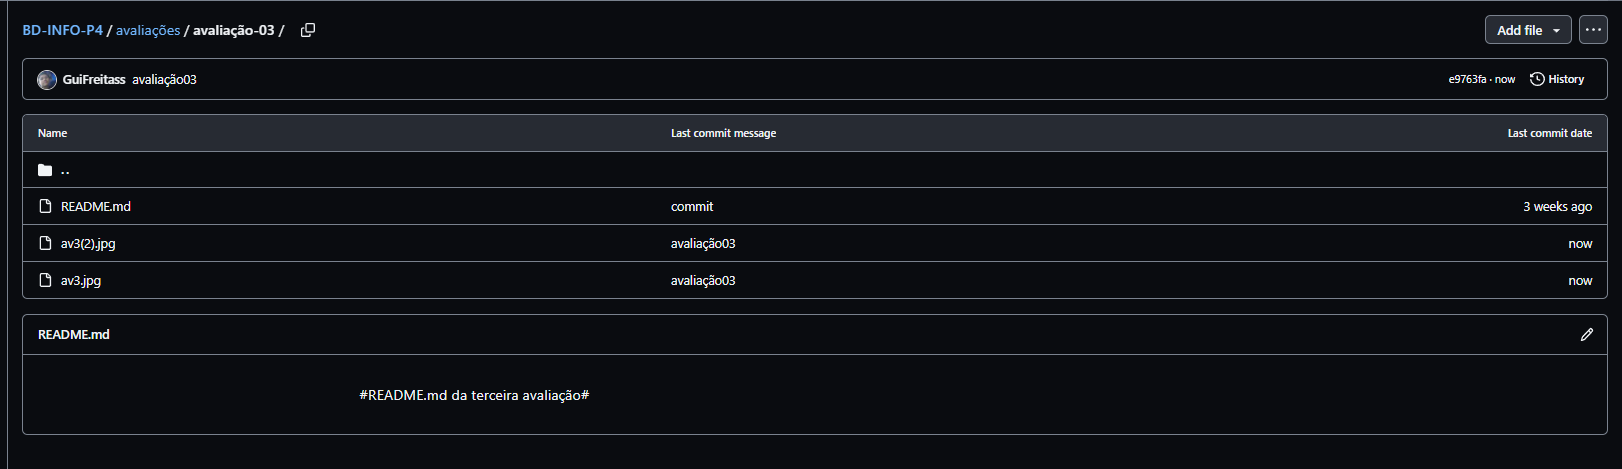 BD-INFO-P4 / avaliações / avaliação-03 /
Add file
GuiFreitass avaliação03
e9763fa · now
History
Name Last commit message Last commit date
..
README.md commit 3 weeks ago
av3(2).jpg avaliação03 now
av3.jpg avaliação03 now
README.md
#README.md da terceira avaliação#